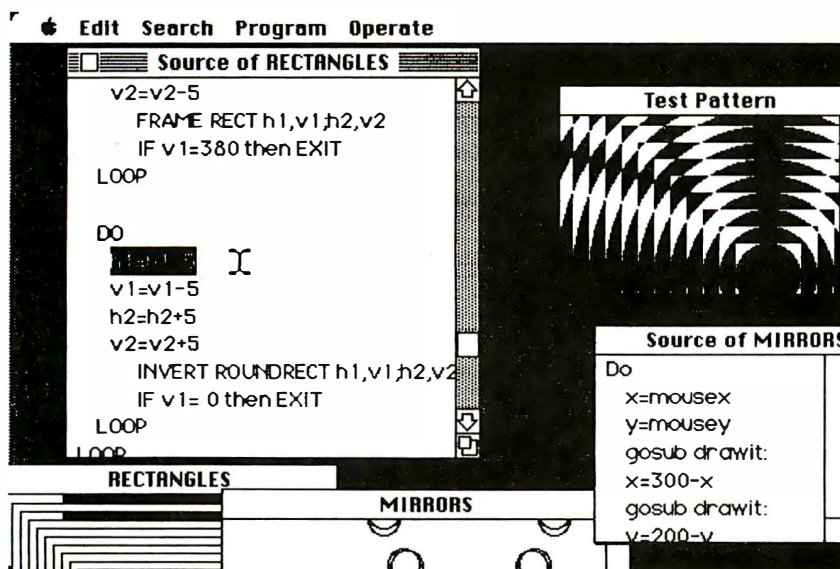 Edit Search Program Operate
Source of RECTANGLES
v2=v2-5
FRAME RECT h1,v1,h2,v2
IF v1=380 then EXIT
LOOP
DO
v1=v1-5
h2=h2+5
v2=v2+5
INVERT ROUNDRECT h1,v1,h2,v2
IF v1= 0 then EXIT
LOOP
LOOP
Test Pattern
Source of MIRRORS
Do
x=mousex
y=mousey
gosub drawit:
x=300-x
gosub drawit:
y=200-y
RECTANGLES
MIRRORS